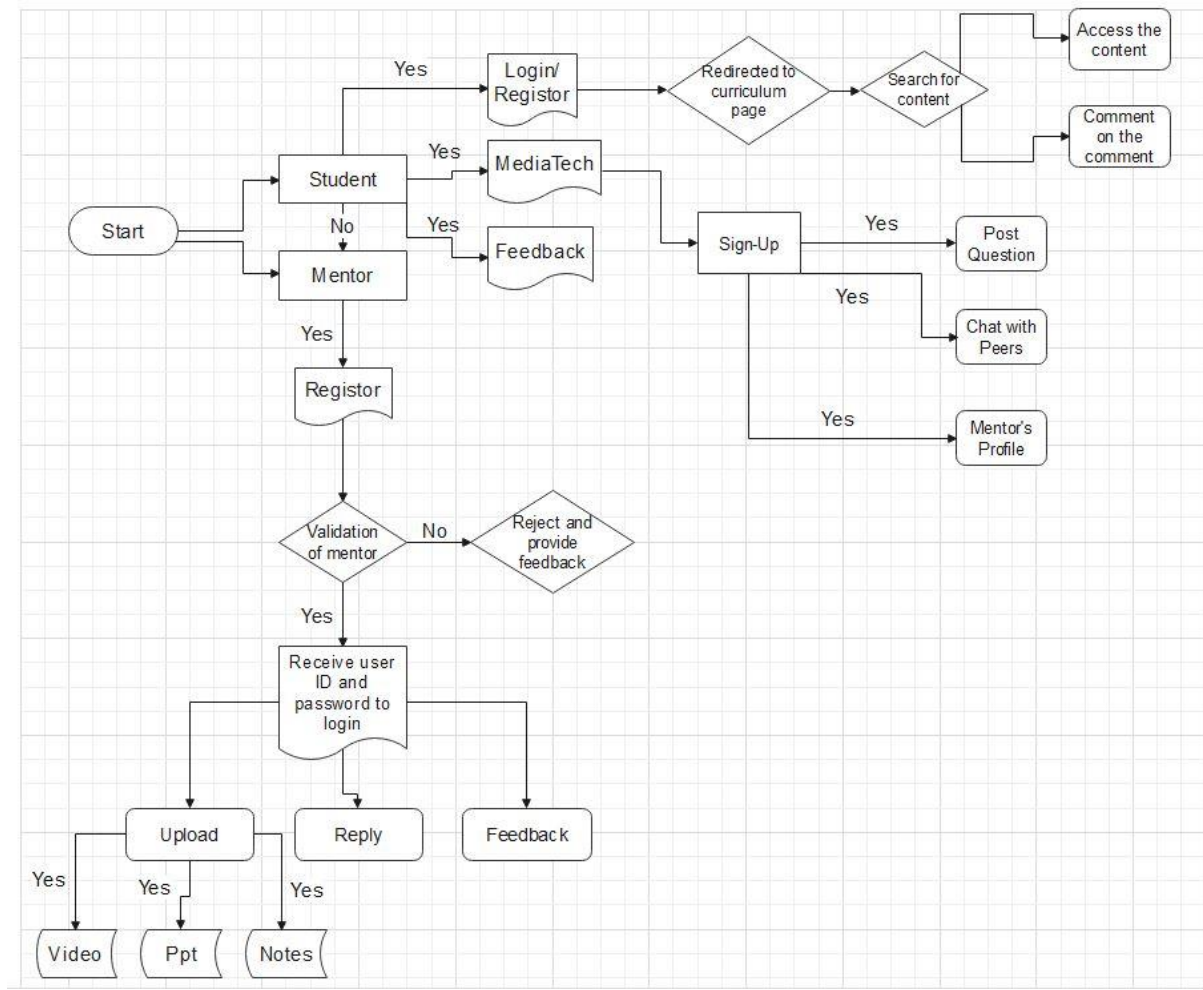 Access the
content
Yes
Login/
Registor
Redirected to
curriculum
page
Search for
content
Comment
on the
comment
Yes
MediaTech
Student
Start
No
Yes
Feedback
Mentor
Sign-Up
Yes
Post
Question
Yes
Chat with
Peers
Yes
Registor
Yes
Mentor's
Profile
Validation
of mentor
No
Reject and
provide
feedback
Yes
Receive user
ID and
password to
login
Upload
Reply
Feedback
Yes
Yes
Yes
Video
Ppt
Notes